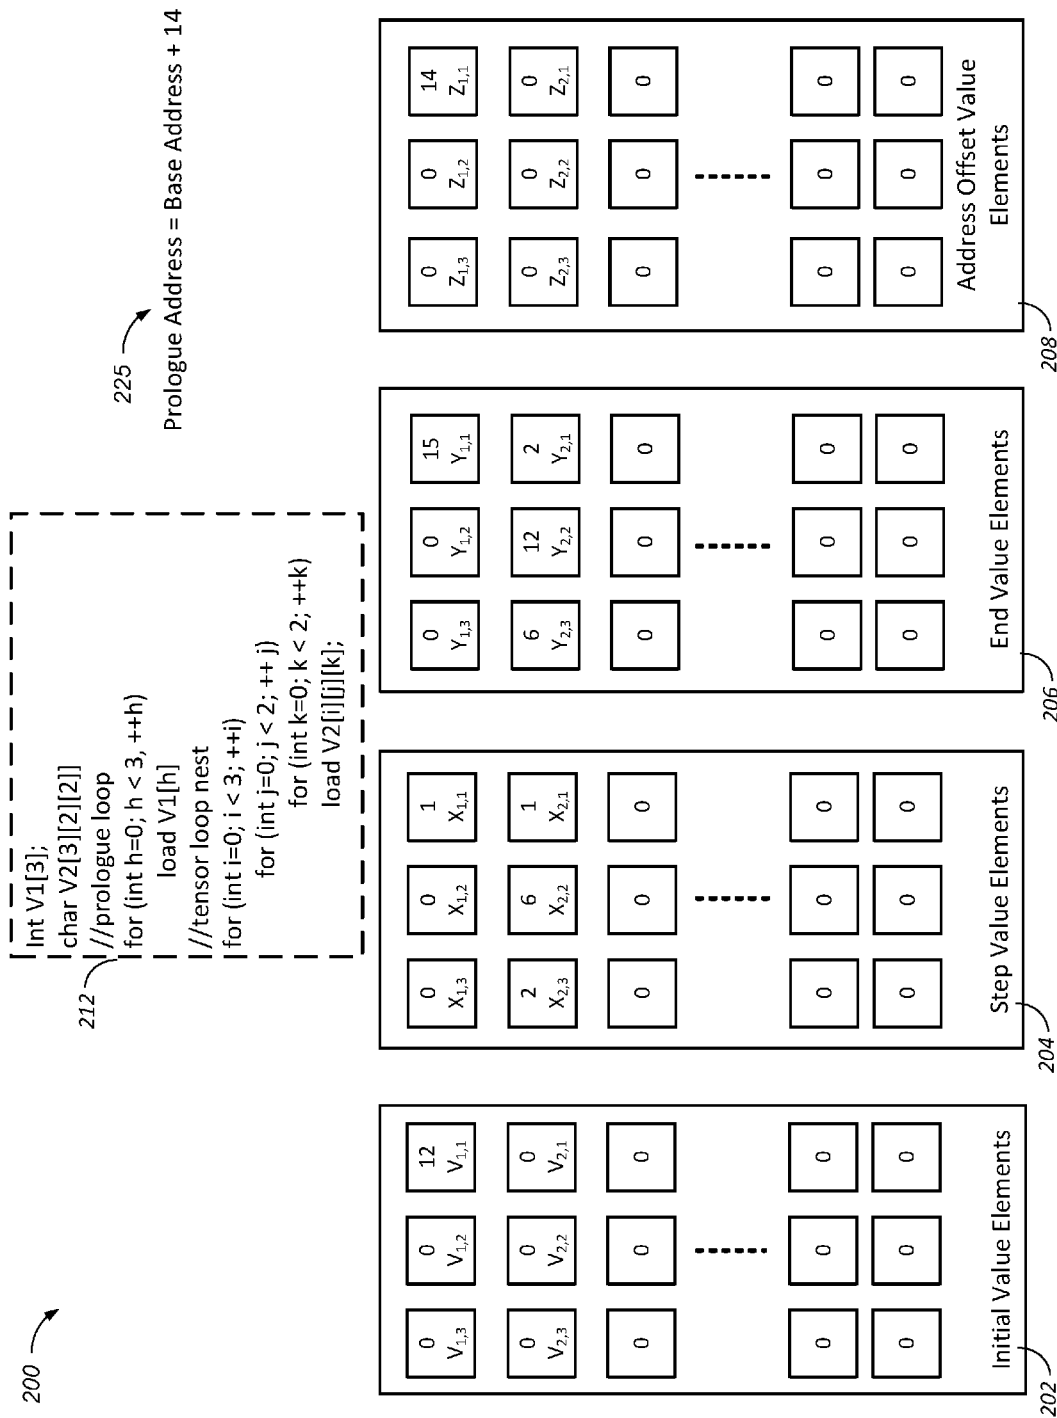 200
212
Int V1[3];
char V2[3][2][2]]
//prologue loop
for (int h=0; h < 3, ++h)
load V1[h]
//tensor loop nest
for (int i=0; i < 3; ++i)
for (int j=0; j < 2; ++ j)
for (int k=0; k < 2; ++k)
load V2[i][j][k];
225
Prologue Address = Base Address + 14
0 0 12
V1,3 V1,2 V1,1
0 0 0
V2,3 V2,2 V2,1
0 0 0
0 0 0
0 0 0
Initial Value Elements
202
0 0 1
X1,3 X1,2 X1,1
2 6 1
X2,3 X2,2 X2,1
0 0 0
0 0 0
0 0 0
Step Value Elements
204
0 0 15
Y1,3 Y1,2 Y1,1
6 12 2
Y2,3 Y2,2 Y2,1
0 0 0
0 0 0
0 0 0
End Value Elements
206
0 0 14
Z1,3 Z1,2 Z1,1
0 0 0
Z2,3 Z2,2 Z2,1
0 0 0
0 0 0
0 0 0
Address Offset Value
Elements
208